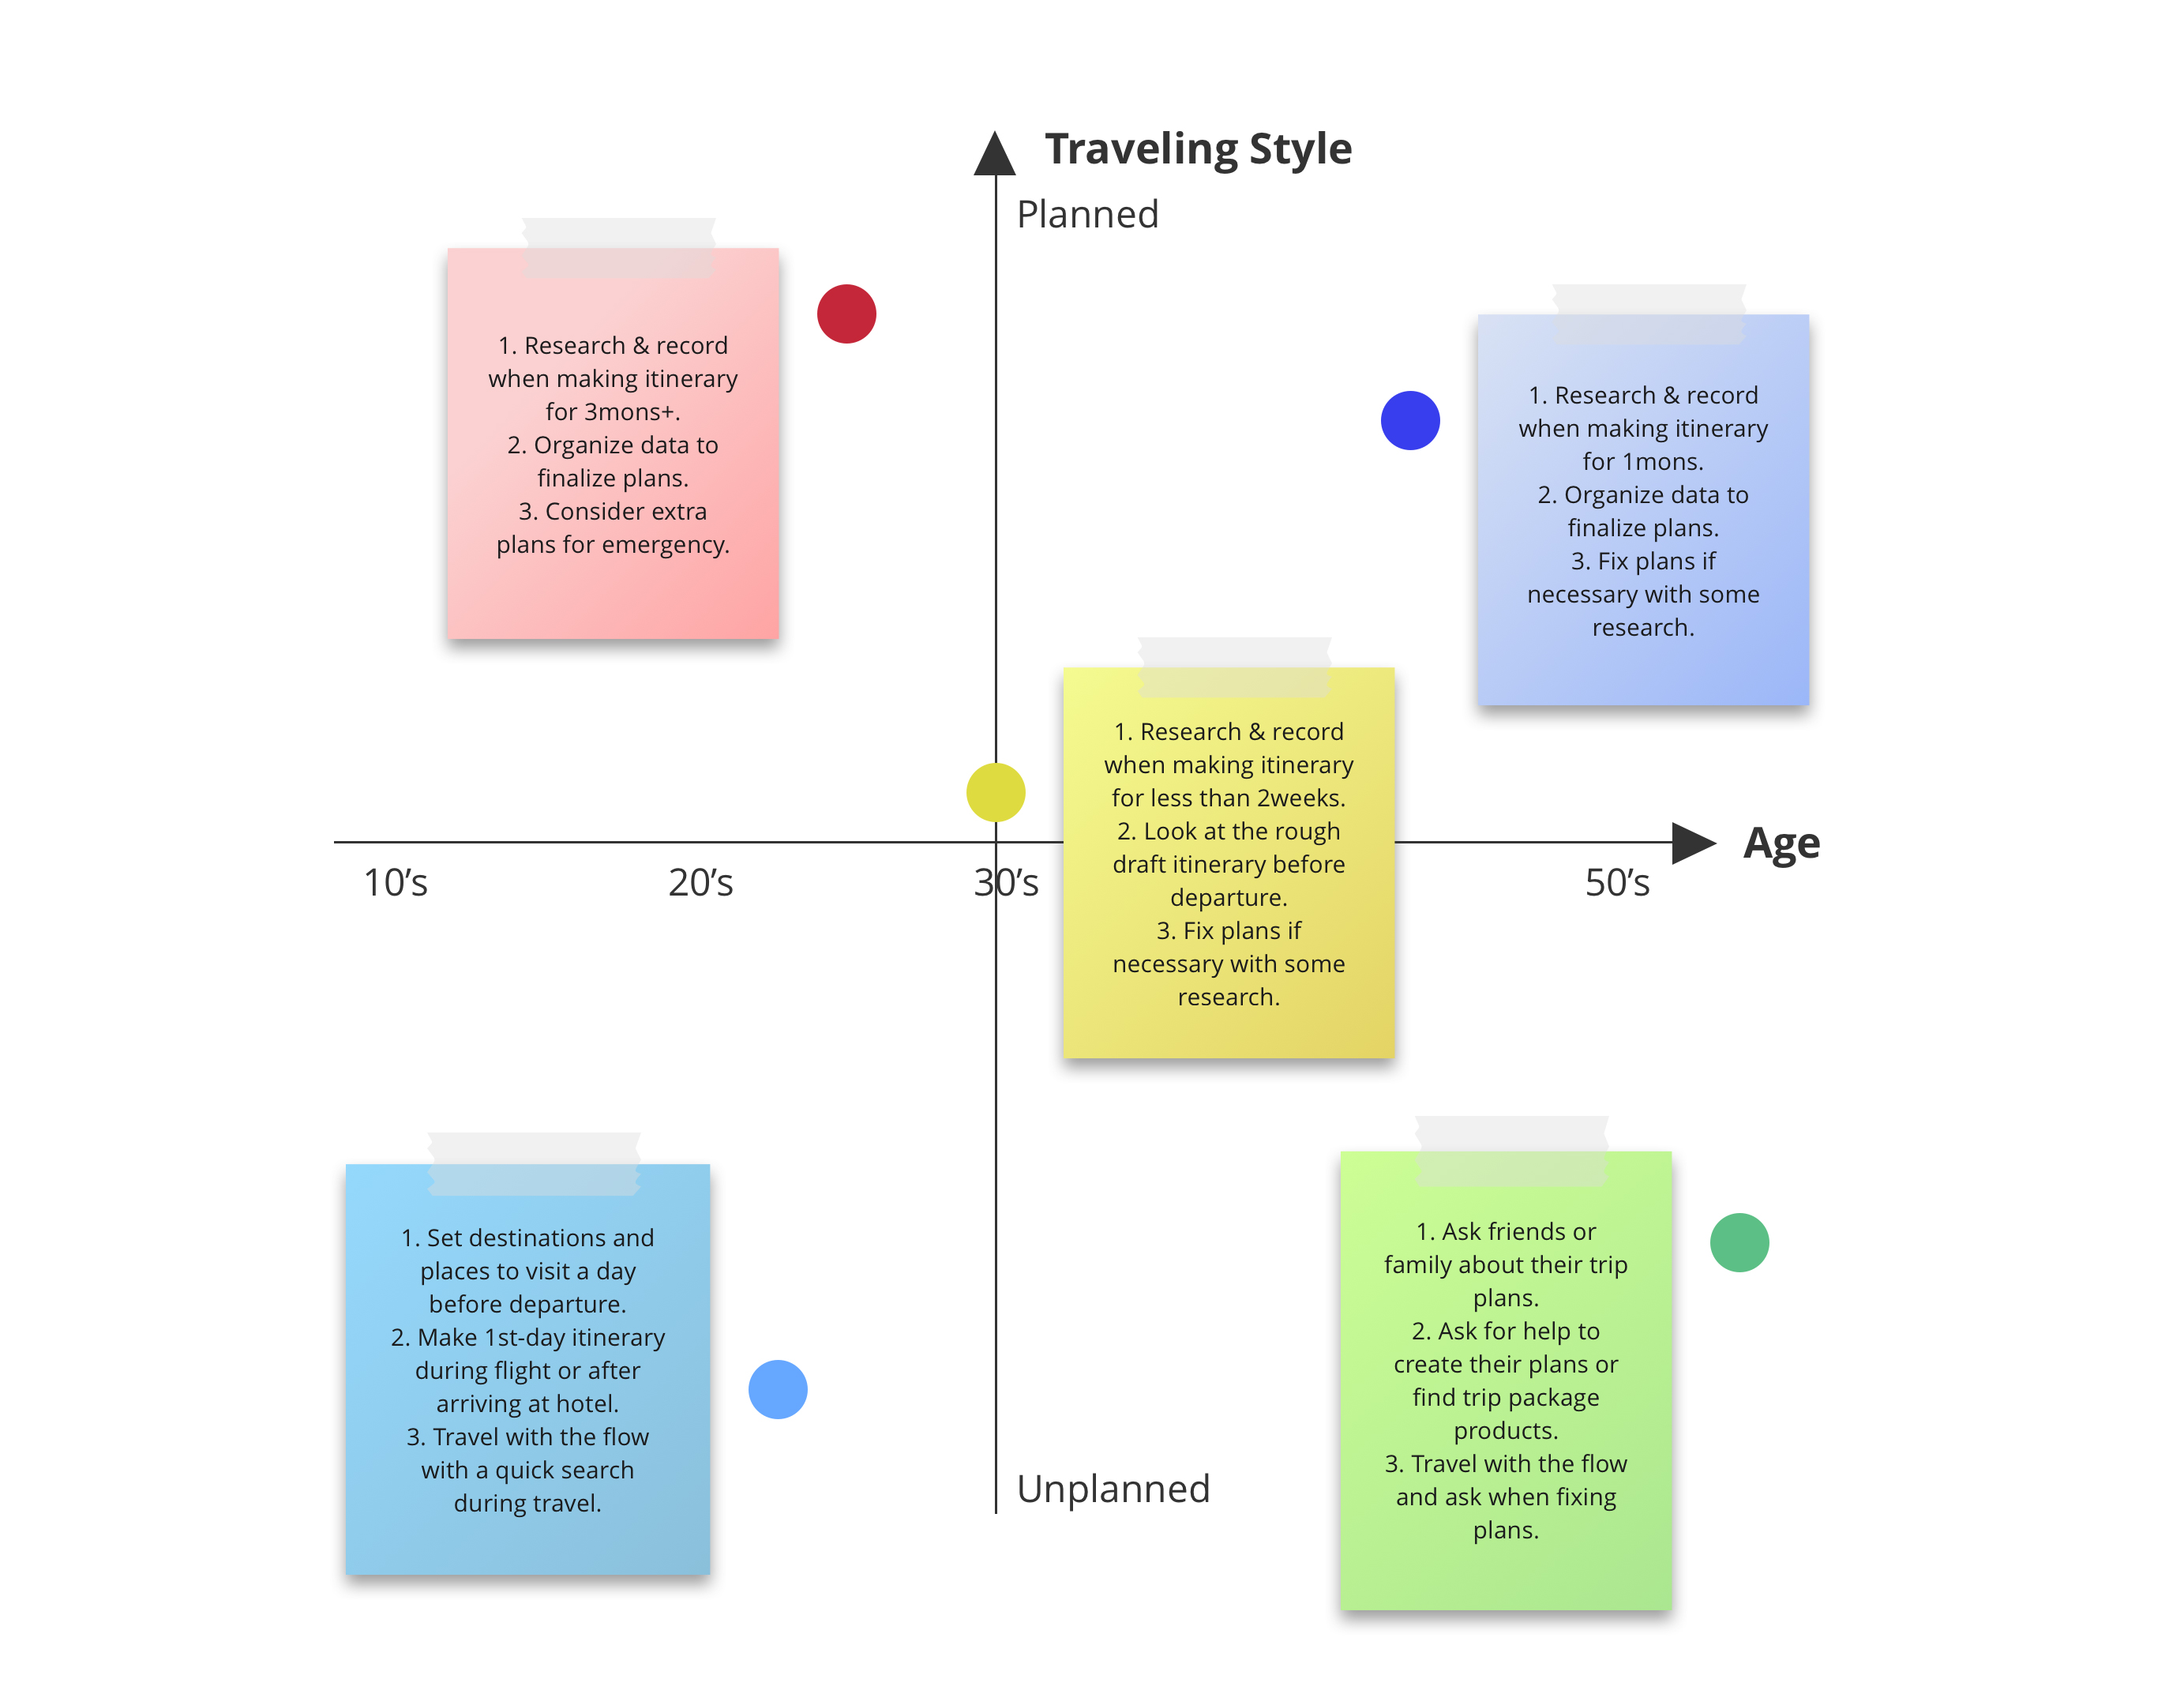 Traveling Style
Planned
1. Research & record
when making itinerary
for 3mons+.
2. Organize data to
finalize plans.
3. Consider extra
plans for emergency.
1. Research & record
when making itinerary
for 1mons.
2. Organize data to
finalize plans.
3. Fix plans if
necessary with some
research.
1. Research & record
when making itinerary
for less than 2weeks.
2. Look at the rough
draft itinerary before
departure.
3. Fix plans if
necessary with some
research.
Age
10’s
20’s
30’s
50’s
1. Set destinations and
places to visit a day
before departure.
2. Make 1st-day itinerary
during flight or after
arriving at hotel.
3. Travel with the flow
with a quick search
during travel.
1. Ask friends or
family about their trip
plans.
2. Ask for help to
create their plans or
find trip package
products.
3. Travel with the flow
and ask when fixing
plans.
Unplanned